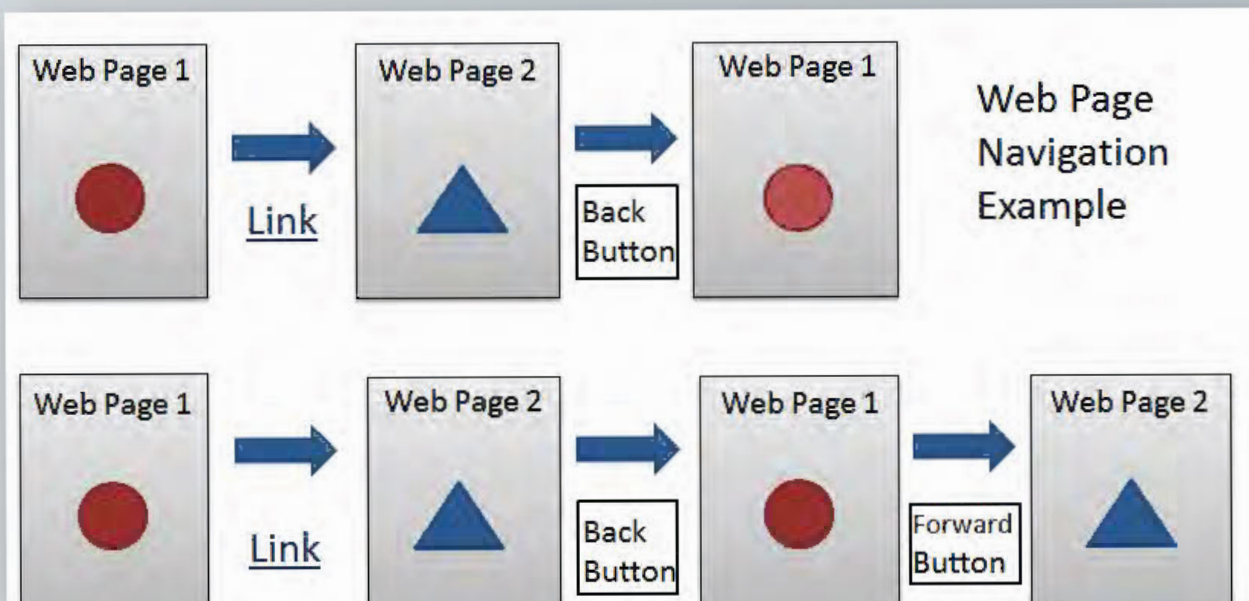 Web Page 1
Web Page 2
Web Page 1
Web Page
Navigation
Example
Link
Back
Button
Web Page 1
Web Page 2
Web Page 1
Web Page 2
Link
Back
Button
Forward
Button